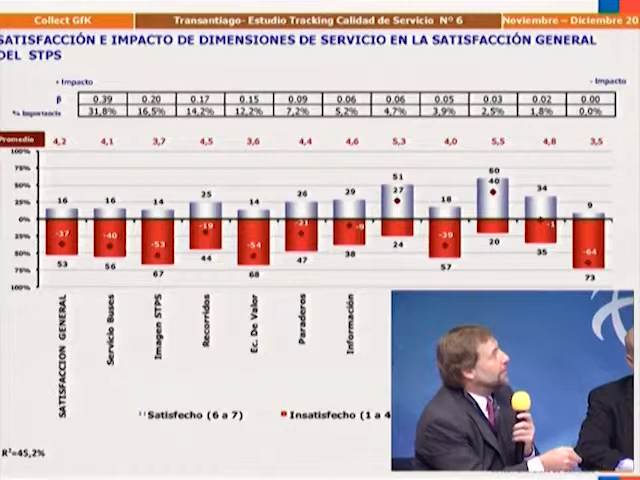 Collect GfK Transantiago- Estudio Tracking Calidad de Servicio Nº 6 Noviembre – Diciembre 20
SATISFACCIÓN E IMPACTO DE DIMENSIONES DE SERVICIO EN LA SATISFACCIÓN GENERAL
DEL STPS
+ Impacto - Impacto
β 0.39 0.20 0.17 0.15 0.09 0.06 0.06 0.05 0.03 0.02 0.00
% Importancia 31,8% 16,5% 14,2% 12,2% 7,2% 5,2% 4,7% 3,9% 2,5% 1,8% 0,0%
Promedio 4,2 4,1 3,7 4,5 3,6 4,4 4,6 5,3 4,0 5,5 4,8 3,5
100%
75%
50%
25%
0%
25%
50%
75%
100%
16 16 14 25 14 26 29 51 18 60 34 9
27 40
-37 -40 -53 -19 -54 -21 -9 -39 -1 -64
53 56 67 44 68 47 38 24 57 20 35 73
SATISFACCION GENERAL
Servicio Buses
Imagen STPS
Recorridos
Ec. De Valor
Paraderos
Información
Satisfecho (6 a 7) Insatisfecho (1 a 4
R²=45,2%